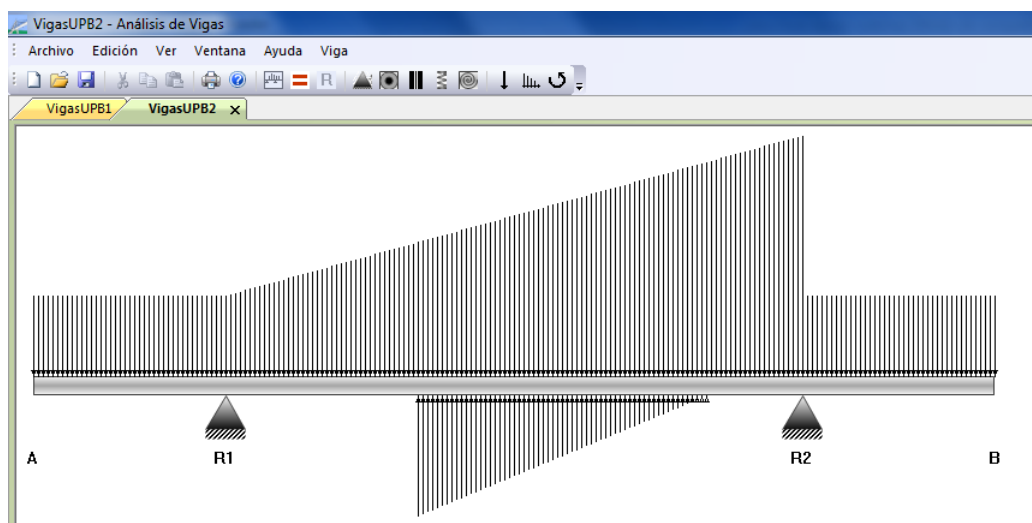 VigasUPB2 - Análisis de Vigas
Archivo Edición Ver Ventana Ayuda Viga
R
VigasUPB1 VigasUPB2 x
A R1 R2 B